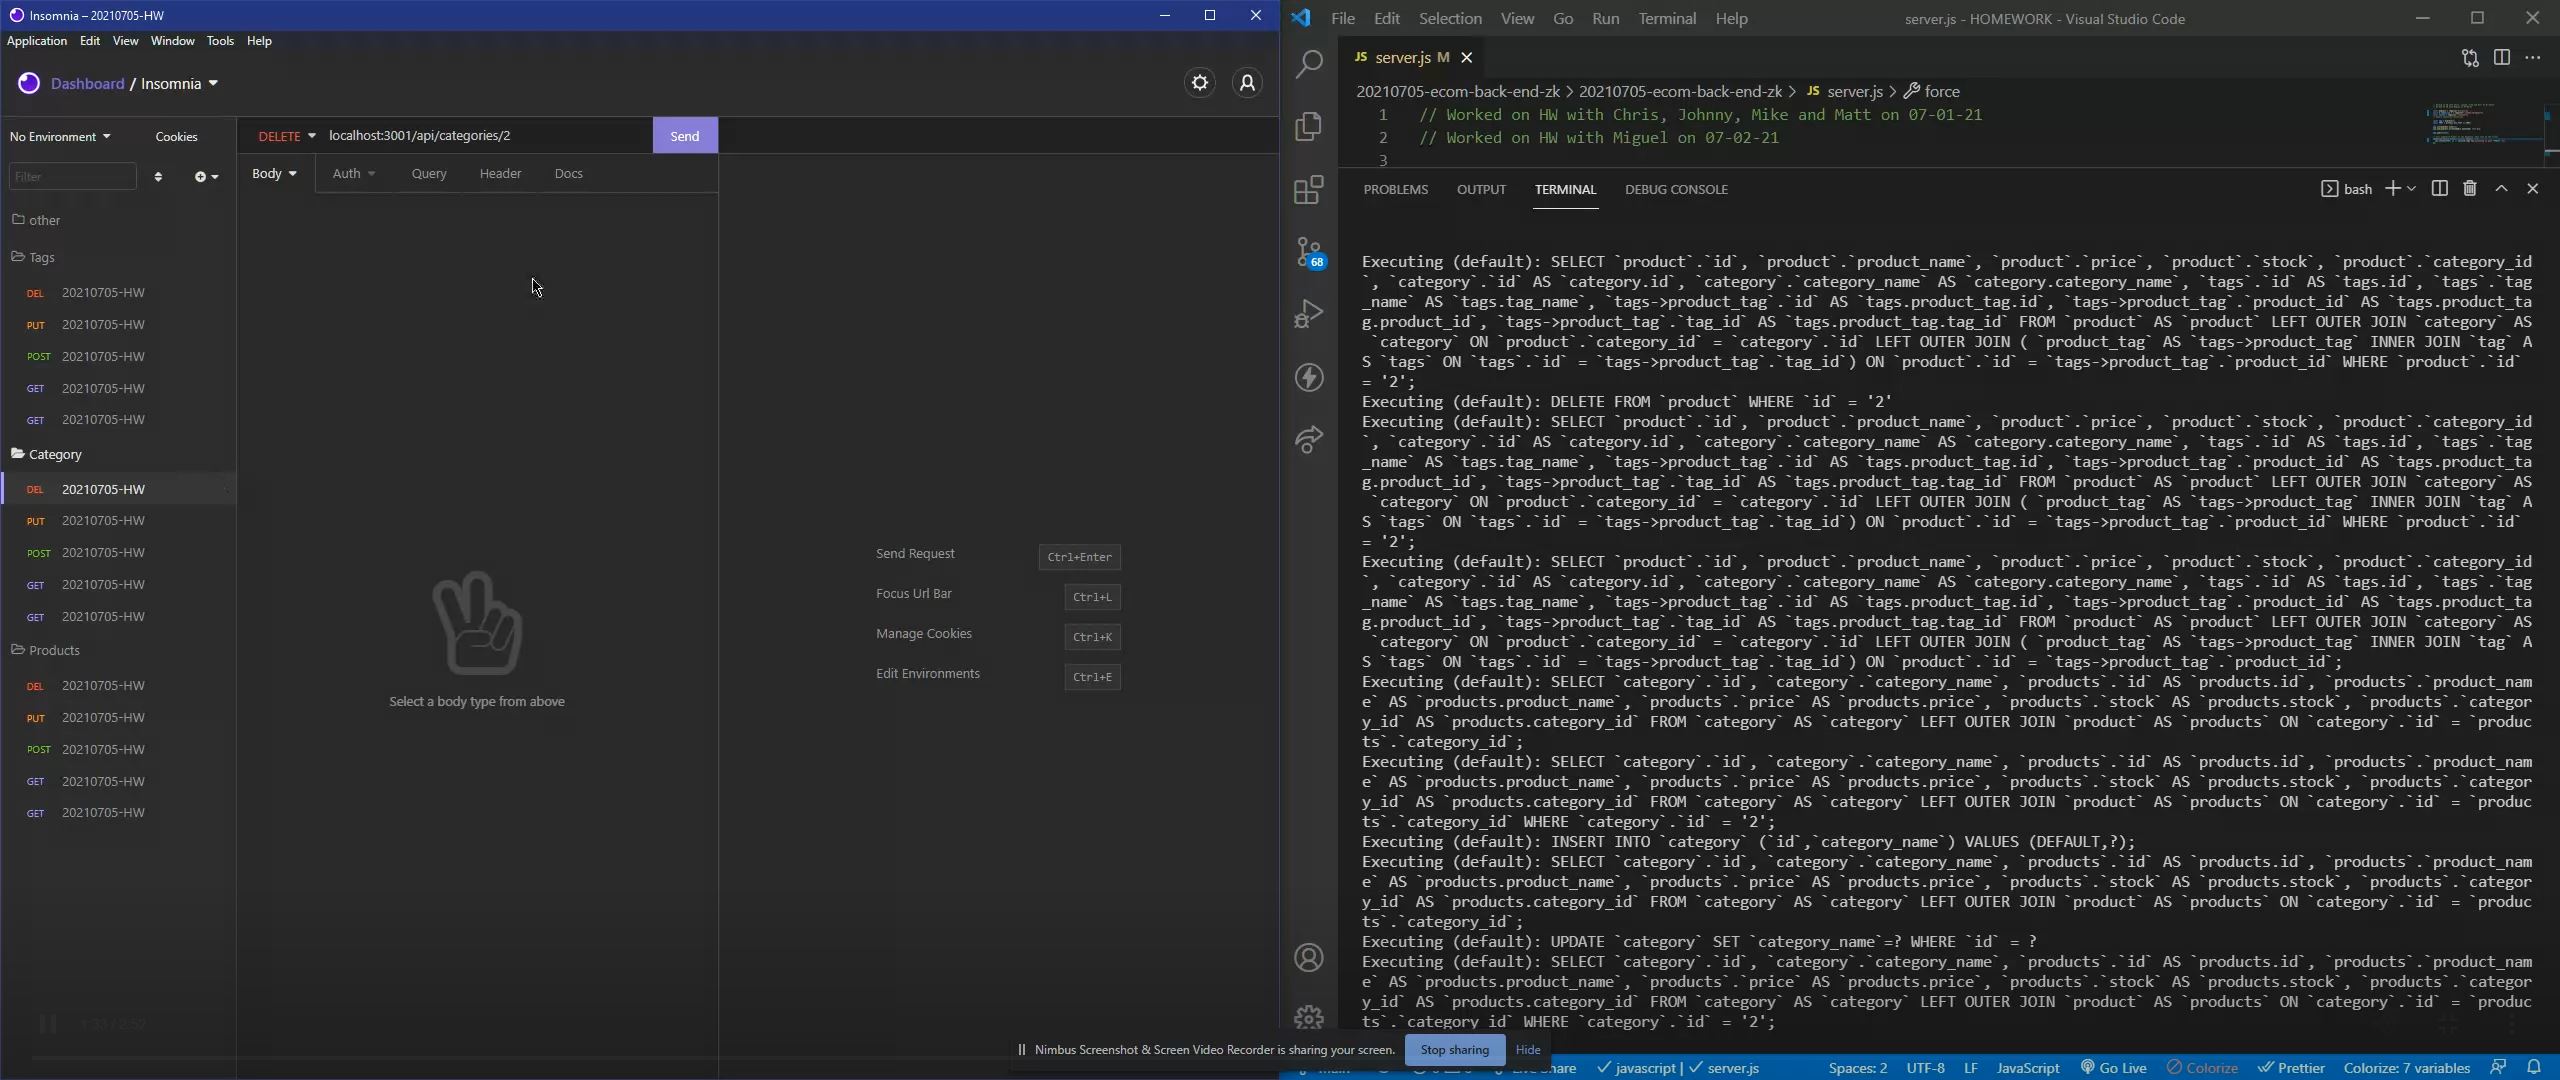 Insomnia – 20210705-HW
Application Edit View Window Tools Help
Dashboard / Insomnia
No Environment Cookies
DELETE localhost:3001/api/categories/2 Send
Filter
Body Auth Query Header Docs
other
Tags
DEL 20210705-HW
PUT 20210705-HW
POST 20210705-HW
GET 20210705-HW
GET 20210705-HW
Category
DEL 20210705-HW
PUT 20210705-HW
POST 20210705-HW
GET 20210705-HW
GET 20210705-HW
Products
DEL 20210705-HW
PUT 20210705-HW
POST 20210705-HW
GET 20210705-HW
GET 20210705-HW
Select a body type from above
Send Request Ctrl+Enter
Focus Url Bar Ctrl+L
Manage Cookies Ctrl+K
Edit Environments Ctrl+E
1:33 / 2:52
File Edit Selection View Go Run Terminal Help server.js - HOMEWORK - Visual Studio Code
JS server.js M
20210705-ecom-back-end-zk > 20210705-ecom-back-end-zk > JS server.js > force
1 // Worked on HW with Chris, Johnny, Mike and Matt on 07-01-21
2 // Worked on HW with Miguel on 07-02-21
3
PROBLEMS OUTPUT TERMINAL DEBUG CONSOLE bash
68
Executing (default): SELECT `product`.`id`, `product`.`product_name`, `product`.`price`, `product`.`stock`, `product`.`category_id
`, `category`.`id` AS `category.id`, `category`.`category_name` AS `category.category_name`, `tags`.`id` AS `tags.id`, `tags`.`tag
_name` AS `tags.tag_name`, `tags->product_tag`.`id` AS `tags.product_tag.id`, `tags->product_tag`.`product_id` AS `tags.product_ta
g.product_id`, `tags->product_tag`.`tag_id` AS `tags.product_tag.tag_id` FROM `product` AS `product` LEFT OUTER JOIN `category` AS
`category` ON `product`.`category_id` = `category`.`id` LEFT OUTER JOIN ( `product_tag` AS `tags->product_tag` INNER JOIN `tag` A
S `tags` ON `tags`.`id` = `tags->product_tag`.`tag_id`) ON `product`.`id` = `tags->product_tag`.`product_id` WHERE `product`.`id`
= '2';
Executing (default): DELETE FROM `product` WHERE `id` = '2'
Executing (default): SELECT `product`.`id`, `product`.`product_name`, `product`.`price`, `product`.`stock`, `product`.`category_id
`, `category`.`id` AS `category.id`, `category`.`category_name` AS `category.category_name`, `tags`.`id` AS `tags.id`, `tags`.`tag
_name` AS `tags.tag_name`, `tags->product_tag`.`id` AS `tags.product_tag.id`, `tags->product_tag`.`product_id` AS `tags.product_ta
g.product_id`, `tags->product_tag`.`tag_id` AS `tags.product_tag.tag_id` FROM `product` AS `product` LEFT OUTER JOIN `category` AS
`category` ON `product`.`category_id` = `category`.`id` LEFT OUTER JOIN ( `product_tag` AS `tags->product_tag` INNER JOIN `tag` A
S `tags` ON `tags`.`id` = `tags->product_tag`.`tag_id`) ON `product`.`id` = `tags->product_tag`.`product_id` WHERE `product`.`id`
= '2';
Executing (default): SELECT `product`.`id`, `product`.`product_name`, `product`.`price`, `product`.`stock`, `product`.`category_id
`, `category`.`id` AS `category.id`, `category`.`category_name` AS `category.category_name`, `tags`.`id` AS `tags.id`, `tags`.`tag
_name` AS `tags.tag_name`, `tags->product_tag`.`id` AS `tags.product_tag.id`, `tags->product_tag`.`product_id` AS `tags.product_ta
g.product_id`, `tags->product_tag`.`tag_id` AS `tags.product_tag.tag_id` FROM `product` AS `product` LEFT OUTER JOIN `category` AS
`category` ON `product`.`category_id` = `category`.`id` LEFT OUTER JOIN ( `product_tag` AS `tags->product_tag` INNER JOIN `tag` A
S `tags` ON `tags`.`id` = `tags->product_tag`.`tag_id`) ON `product`.`id` = `tags->product_tag`.`product_id`;
Executing (default): SELECT `category`.`id`, `category`.`category_name`, `products`.`id` AS `products.id`, `products`.`product_nam
e` AS `products.product_name`, `products`.`price` AS `products.price`, `products`.`stock` AS `products.stock`, `products`.`categor
y_id` AS `products.category_id` FROM `category` AS `category` LEFT OUTER JOIN `product` AS `products` ON `category`.`id` = `produc
ts`.`category_id`;
Executing (default): SELECT `category`.`id`, `category`.`category_name`, `products`.`id` AS `products.id`, `products`.`product_nam
e` AS `products.product_name`, `products`.`price` AS `products.price`, `products`.`stock` AS `products.stock`, `products`.`categor
y_id` AS `products.category_id` FROM `category` AS `category` LEFT OUTER JOIN `product` AS `products` ON `category`.`id` = `produc
ts`.`category_id` WHERE `category`.`id` = '2';
Executing (default): INSERT INTO `category` (`id`,`category_name`) VALUES (DEFAULT,?);
Executing (default): SELECT `category`.`id`, `category`.`category_name`, `products`.`id` AS `products.id`, `products`.`product_nam
e` AS `products.product_name`, `products`.`price` AS `products.price`, `products`.`stock` AS `products.stock`, `products`.`categor
y_id` AS `products.category_id` FROM `category` AS `category` LEFT OUTER JOIN `product` AS `products` ON `category`.`id` = `produc
ts`.`category_id`;
Executing (default): UPDATE `category` SET `category_name`=? WHERE `id` = ?
Executing (default): SELECT `category`.`id`, `category`.`category_name`, `products`.`id` AS `products.id`, `products`.`product_nam
e` AS `products.product_name`, `products`.`price` AS `products.price`, `products`.`stock` AS `products.stock`, `products`.`categor
y_id` AS `products.category_id` FROM `category` AS `category` LEFT OUTER JOIN `product` AS `products` ON `category`.`id` = `produc
ts`.`category_id` WHERE `category`.`id` = '2';
Nimbus Screenshot & Screen Video Recorder is sharing your screen. Stop sharing Hide
javascript | server.js Spaces: 2 UTF-8 LF JavaScript Go Live Colorize Prettier Colorize: 7 variables